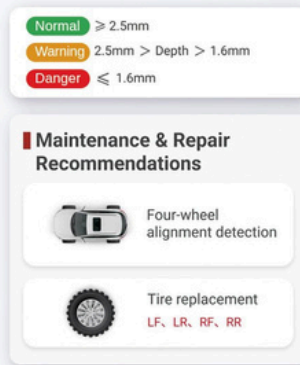 Normal ⩾ 2.5mm
Warning 2.5mm > Depth > 1.6mm
Danger ⩽ 1.6mm
Maintenance & Repair
Recommendations
Four-wheel
alignment detection
Tire replacement
LF、LR、RF、RR